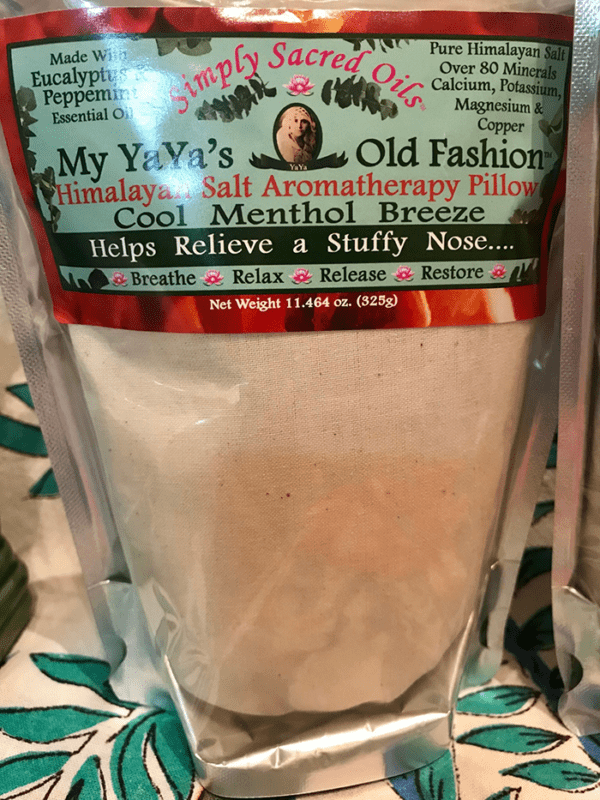 Made With
Eucalyptus
Peppermint
Essential Oil
Simply Sacred Oils
Pure Himalayan Salt
Over 80 Minerals
Calcium, Potassium,
Magnesium &
Copper
YaYa
My YaYa's Old Fashion
Himalayan Salt Aromatherapy Pillow
Cool Menthol Breeze
Helps Relieve a Stuffy Nose....
Breathe Relax Release Restore
Net Weight 11.464 oz. (325g)